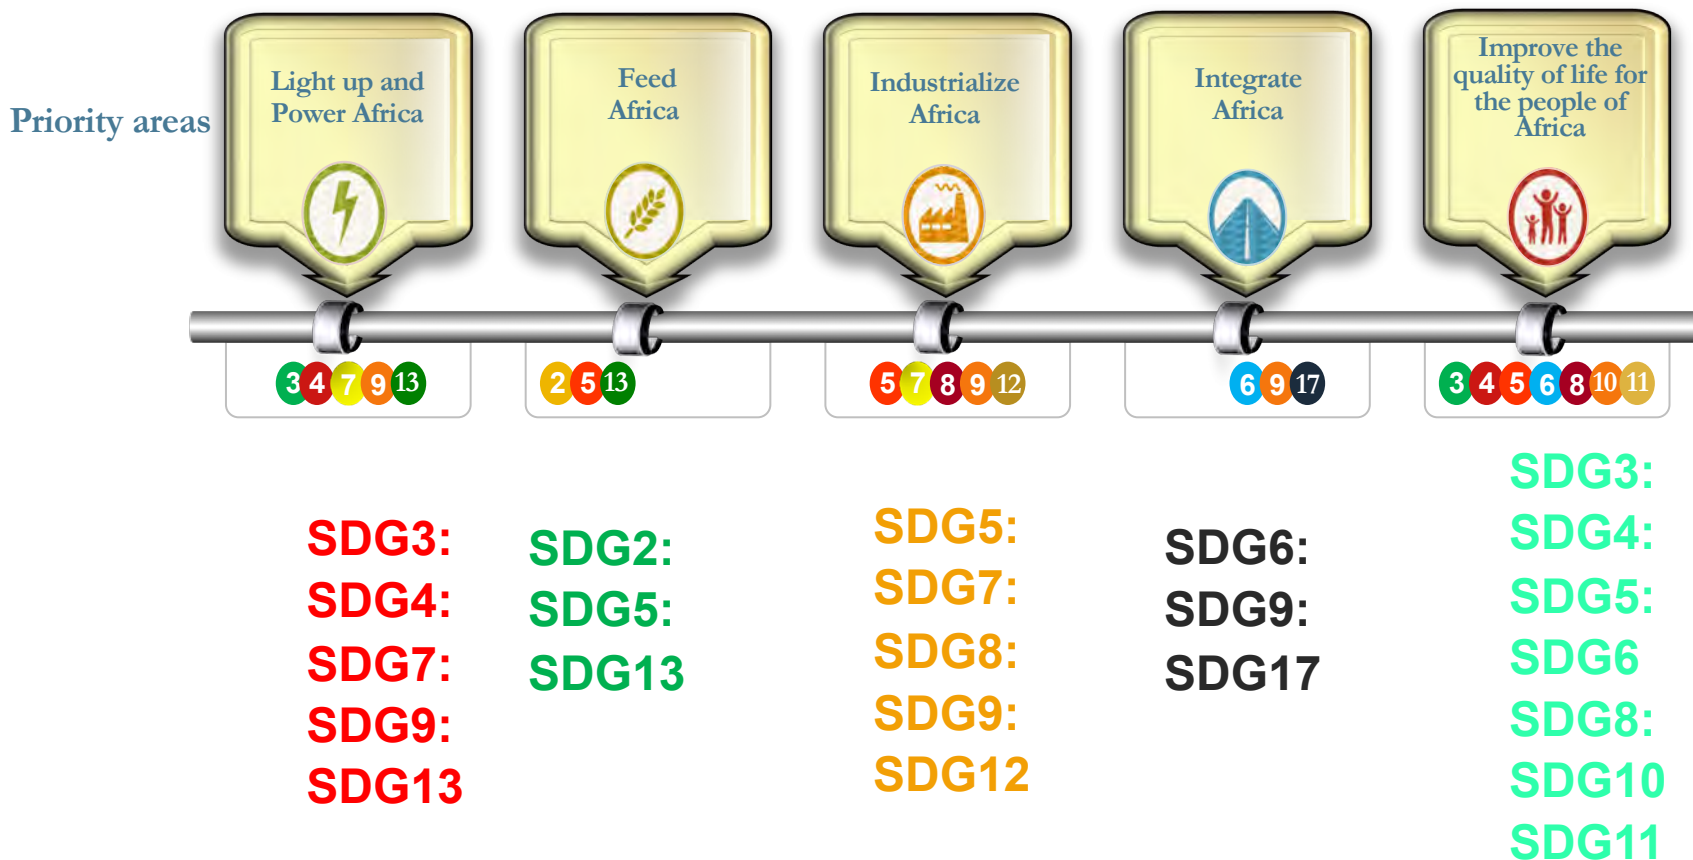 Priority areas
Light up and
Power Africa
Feed
Africa
Industrialize
Africa
Integrate
Africa
Improve the
quality of life for
the people of
Africa
3 4 7 9 13
2 5 13
5 7 8 9 12
6 9 17
3 4 5 6 8 10 11
SDG3:
SDG4:
SDG7:
SDG9:
SDG13
SDG2:
SDG5:
SDG13
SDG5:
SDG7:
SDG8:
SDG9:
SDG12
SDG6:
SDG9:
SDG17
SDG3:
SDG4:
SDG5:
SDG6
SDG8:
SDG10
SDG11